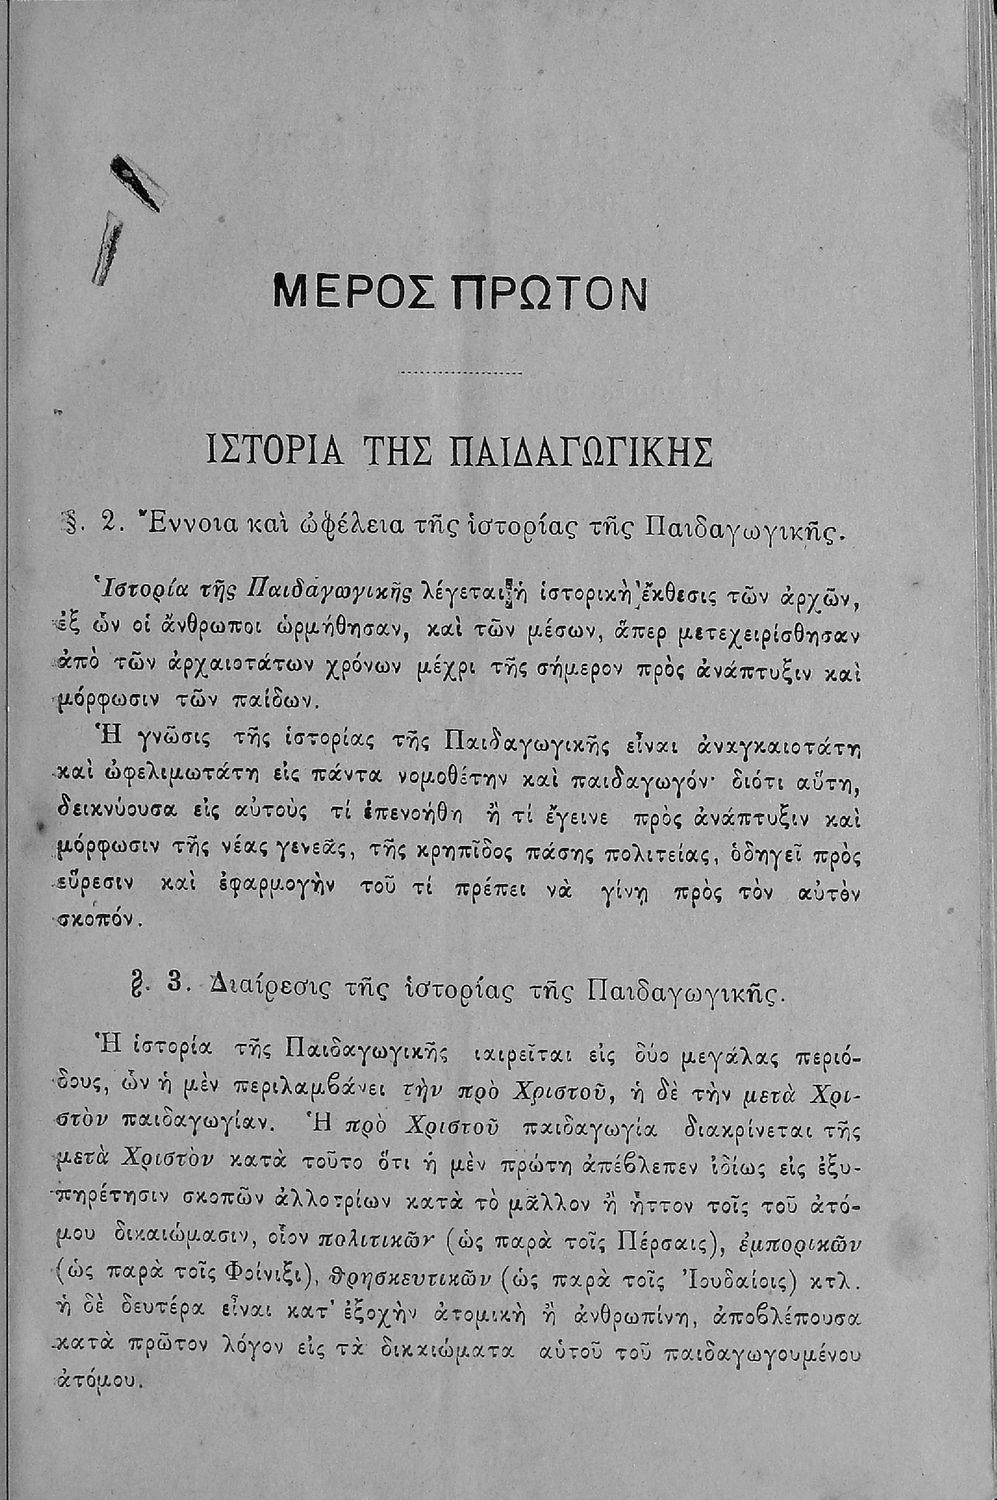 ΜΕΡΟΣ ΠΡΩΤΟΝ
ΙΣΤΟΡΙΑ ΤΗΣ ΠΑΙΔΑΓΩΓΙΚΗΣ
§. 2. Ἔννοια καὶ ὠφέλεια τῆς ἱστορίας τῆς Παιδαγωγικῆς.
Ἱστορία τῆς Παιδαγωγικῆς λέγεται ἡ ἱστορικὴ ἔκθεσις τῶν ἀρχῶν,
ἐξ ὧν οἱ ἄνθρωποι ὡρμήθησαν, καὶ τῶν μέσων, ἅπερ μετεχειρίσθησαν
ἀπὸ τῶν ἀρχαιοτάτων χρόνων μέχρι τῆς σήμερον πρὸς ἀνάπτυξιν καὶ
μόρφωσιν τῶν παίδων.
Ἡ γνῶσις τῆς ἱστορίας τῆς Παιδαγωγικῆς εἶναι ἀναγκαιοτάτη
καὶ ὠφελιμωτάτη εἰς πάντα νομοθέτην καὶ παιδαγωγόν· διότι αὕτη,
δεικνύουσα εἰς αὐτοὺς τί ἐπενοήθη ἢ τί ἔγεινε πρὸς ἀνάπτυξιν καὶ
μόρφωσιν τῆς νέας γενεᾶς, τῆς κρηπῖδος πάσης πολιτείας, ὁδηγεῖ πρὸς
εὕρεσιν καὶ ἐφαρμογὴν τοῦ τί πρέπει νὰ γίνῃ πρὸς τὸν αὐτὸν
σκοπόν.
§. 3. Διαίρεσις τῆς ἱστορίας τῆς Παιδαγωγικῆς.
Ἡ ἱστορία τῆς Παιδαγωγικῆς ιαιρεῖται εἰς δύο μεγάλας περιό-
δους, ὧν ἡ μὲν περιλαμβάνει τὴν πρὸ Χριστοῦ, ἡ δὲ τὴν μετὰ Χρι-
στὸν παιδαγωγίαν. Ἡ πρὸ Χριστοῦ παιδαγωγία διακρίνεται τῆς
μετὰ Χριστὸν κατὰ τοῦτο ὅτι ἡ μὲν πρώτη ἀπέβλεπεν ἰδίως εἰς ἐξυ-
πηρέτησιν σκοπῶν ἀλλοτρίων κατὰ τὸ μᾶλλον ἢ ἧττον τοῖς τοῦ ἀτό-
μου δικαιώμασιν, οἷον πολιτικῶν (ὡς παρὰ τοῖς Πέρσαις), ἐμπορικῶν
(ὡς παρὰ τοῖς Φοίνιξι), θρησκευτικῶν (ὡς παρὰ τοῖς Ἰουδαίοις) κτλ.
ἡ δὲ δευτέρα εἶναι κατ' ἐξοχὴν ἀτομικὴ ἢ ἀνθρωπίνη, ἀποβλέπουσα
κατὰ πρῶτον λόγον εἰς τὰ δικαιώματα αὐτοῦ τοῦ παιδαγωγουμένου
ἀτόμου.